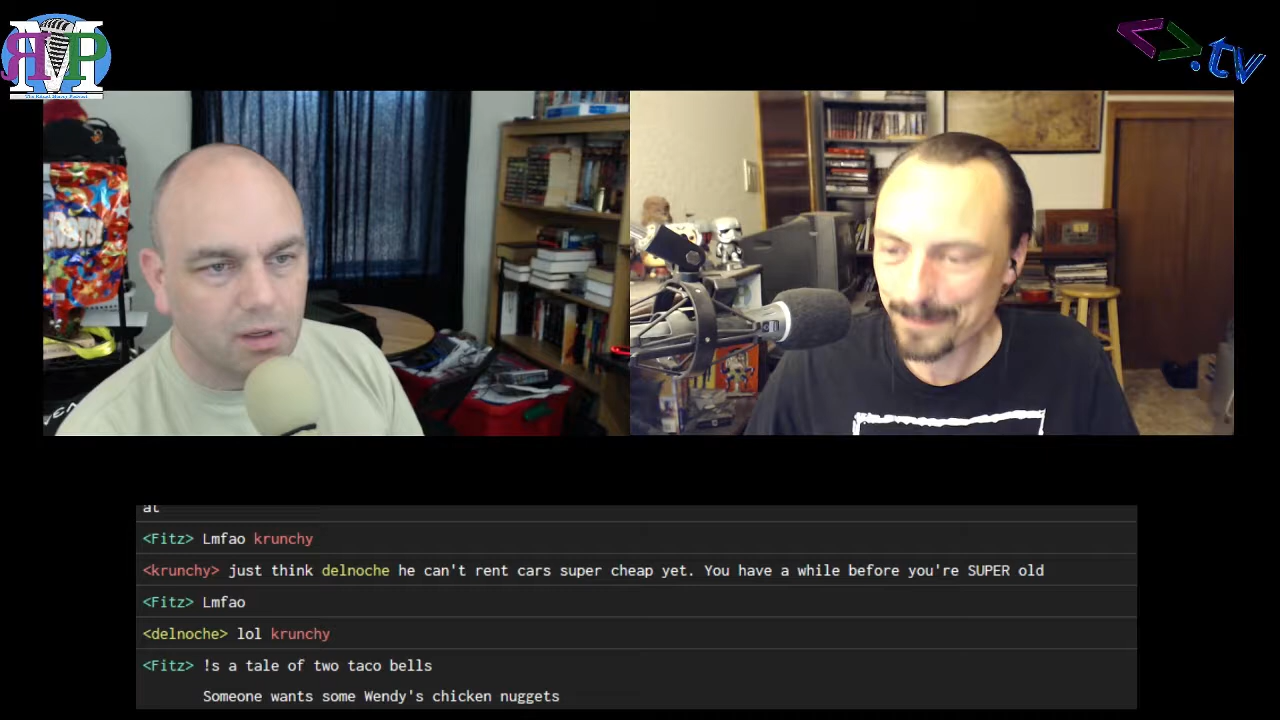 RMP
.tv
at
<Fitz> Lmfao krunchy
<krunchy> just think delnoche he can't rent cars super cheap yet. You have a while before you're SUPER old
<Fitz> Lmfao
<delnoche> lol krunchy
<Fitz> !s a tale of two taco bells
Someone wants some Wendy's chicken nuggets